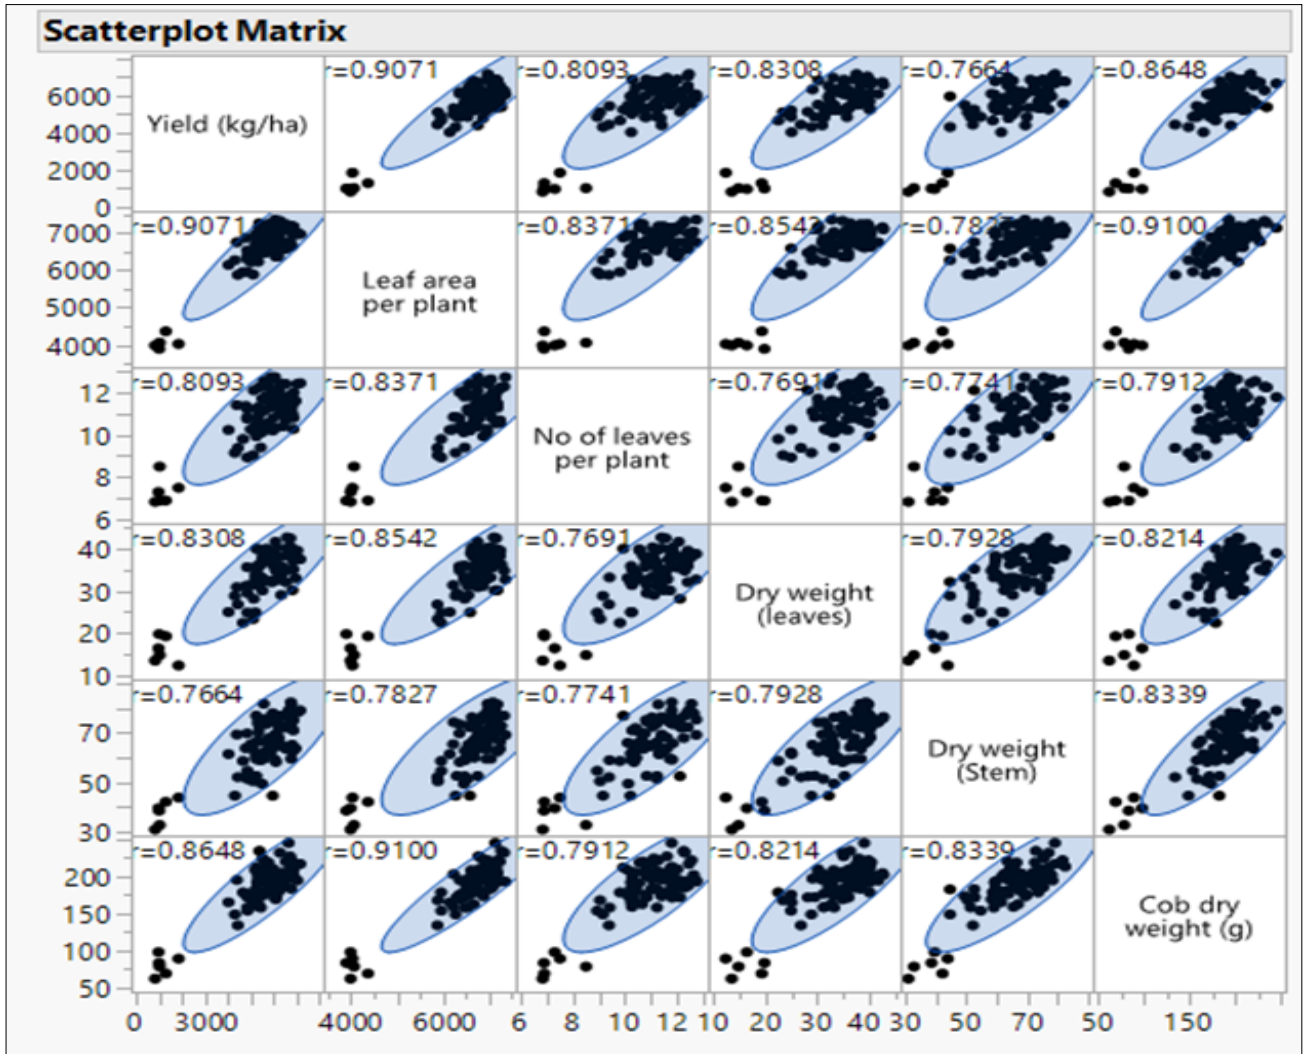 Scatterplot Matrix
r=0.9071 r=0.8093 r=0.8308 r=0.7664 r=0.8648
6000
4000
2000
0
Yield (kg/ha)
r=0.9071 r=0.8371 r=0.8542 r=0.7827 r=0.9100
7000
6000
5000
4000
Leaf area
per plant
r=0.8093 r=0.8371 r=0.7691 r=0.7741 r=0.7912
12
10
8
6
No of leaves
per plant
r=0.8308 r=0.8542 r=0.7691 r=0.7928 r=0.8214
40
30
20
10
Dry weight
(leaves)
r=0.7664 r=0.7827 r=0.7741 r=0.7928 r=0.8339
70
50
30
Dry weight
(Stem)
r=0.8648 r=0.9100 r=0.7912 r=0.8214 r=0.8339
200
150
100
50
Cob dry
weight (g)
0 3000 4000 6000 6 8 10 12 10 20 30 40 30 50 70 50 150